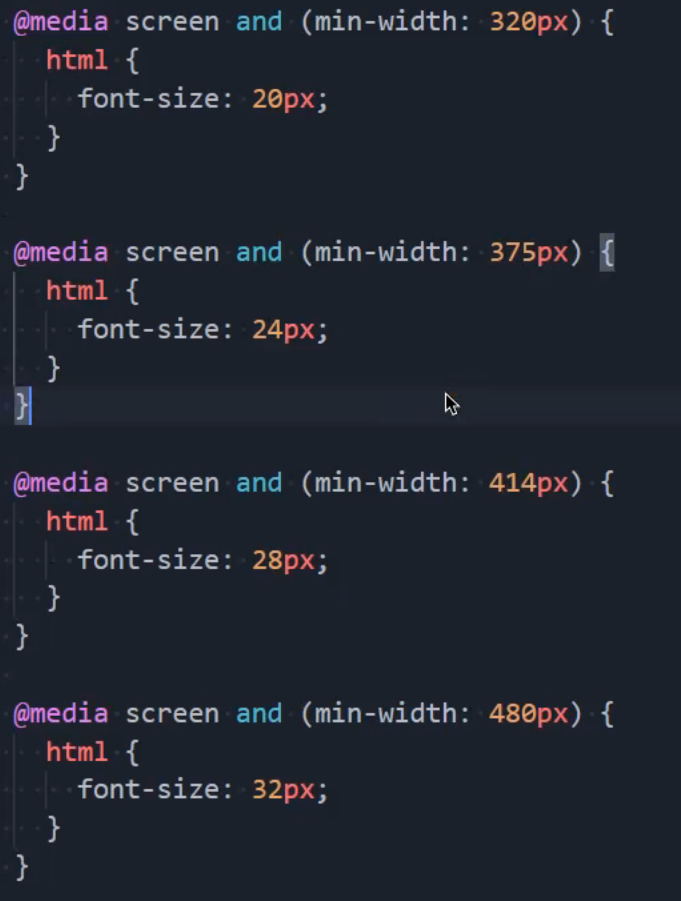 @media screen and (min-width: 320px) {
  html {
    font-size: 20px;
  }
}

@media screen and (min-width: 375px) {
  html {
    font-size: 24px;
  }
}

@media screen and (min-width: 414px) {
  html {
    font-size: 28px;
  }
}

@media screen and (min-width: 480px) {
  html {
    font-size: 32px;
  }
}